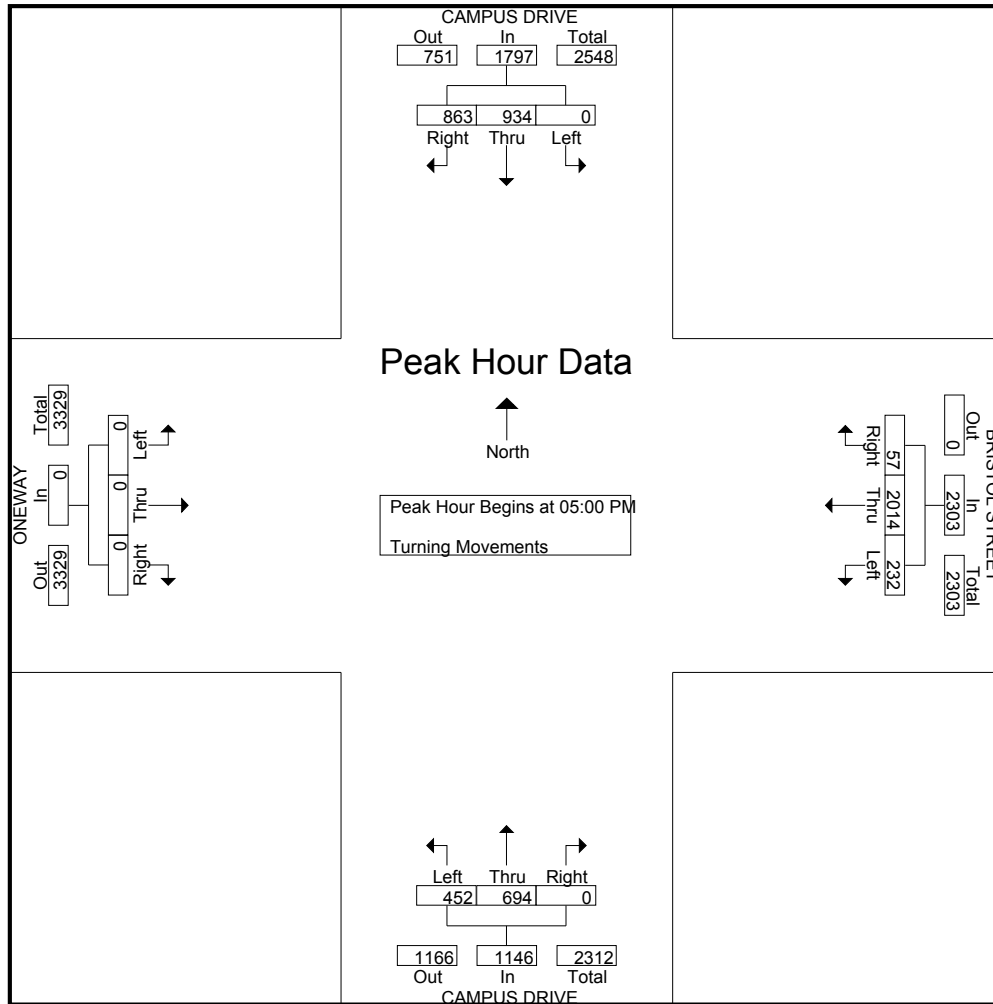 CAMPUS DRIVE
Out In Total
751 1797 2548
863 934 0
Right Thru Left
Peak Hour Data
North
Peak Hour Begins at 05:00 PM
Turning Movements
ONEWAY
Out In Total
3329 0 3329
Right Thru Left
0 0 0
BRISTOL STREET
Out In Total
0 2303 2303
57 2014 232
Right Thru Left
Left Thru Right
452 694 0
1166 1146 2312
Out In Total
CAMPUS DRIVE